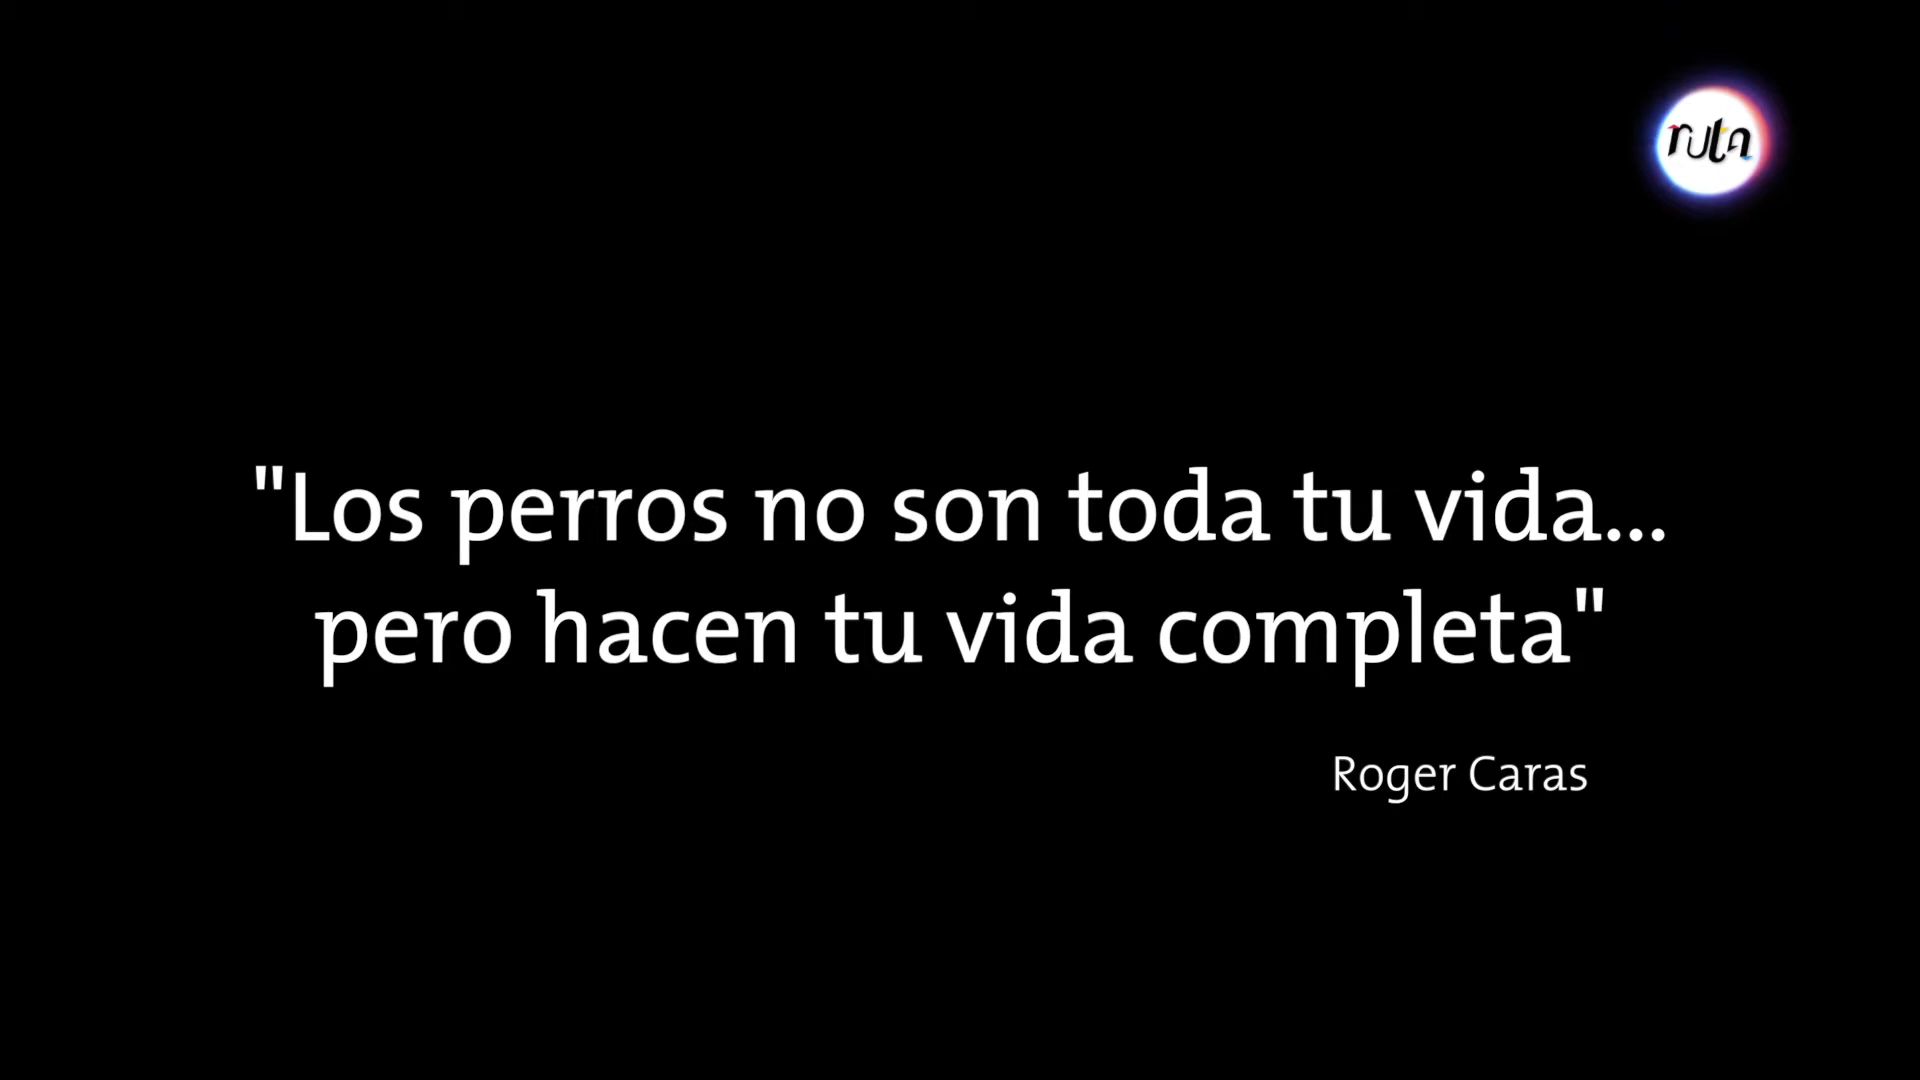 ruta
"Los perros no son toda tu vida...
pero hacen tu vida completa"
Roger Caras